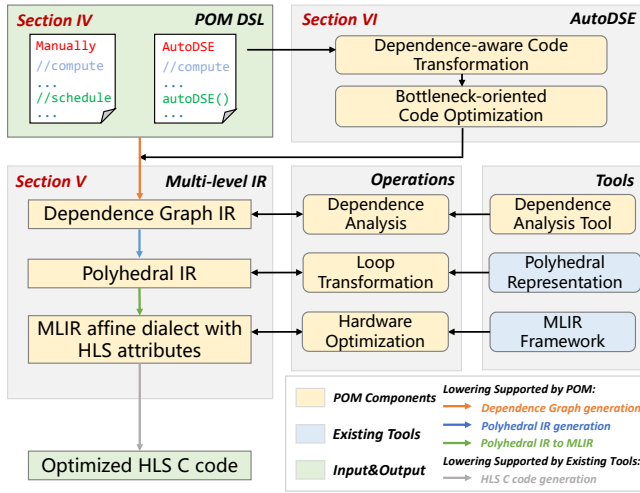 Section IV
POM DSL
Manually
//compute
...
//schedule
...
AutoDSE
//compute
...
autoDSE()
...
Section VI
AutoDSE
Dependence-aware Code
Transformation
Bottleneck-oriented
Code Optimization
Section V
Multi-level IR
Dependence Graph IR
Polyhedral IR
MLIR affine dialect with
HLS attributes
Optimized HLS C code
Operations
Dependence
Analysis
Loop
Transformation
Hardware
Optimization
Tools
Dependence
Analysis Tool
Polyhedral
Representation
MLIR
Framework
POM Components
Existing Tools
Input&Output
Lowering Supported by POM:
Dependence Graph generation
Polyhedral IR generation
Polyhedral IR to MLIR
Lowering Supported by Existing Tools:
HLS C code generation